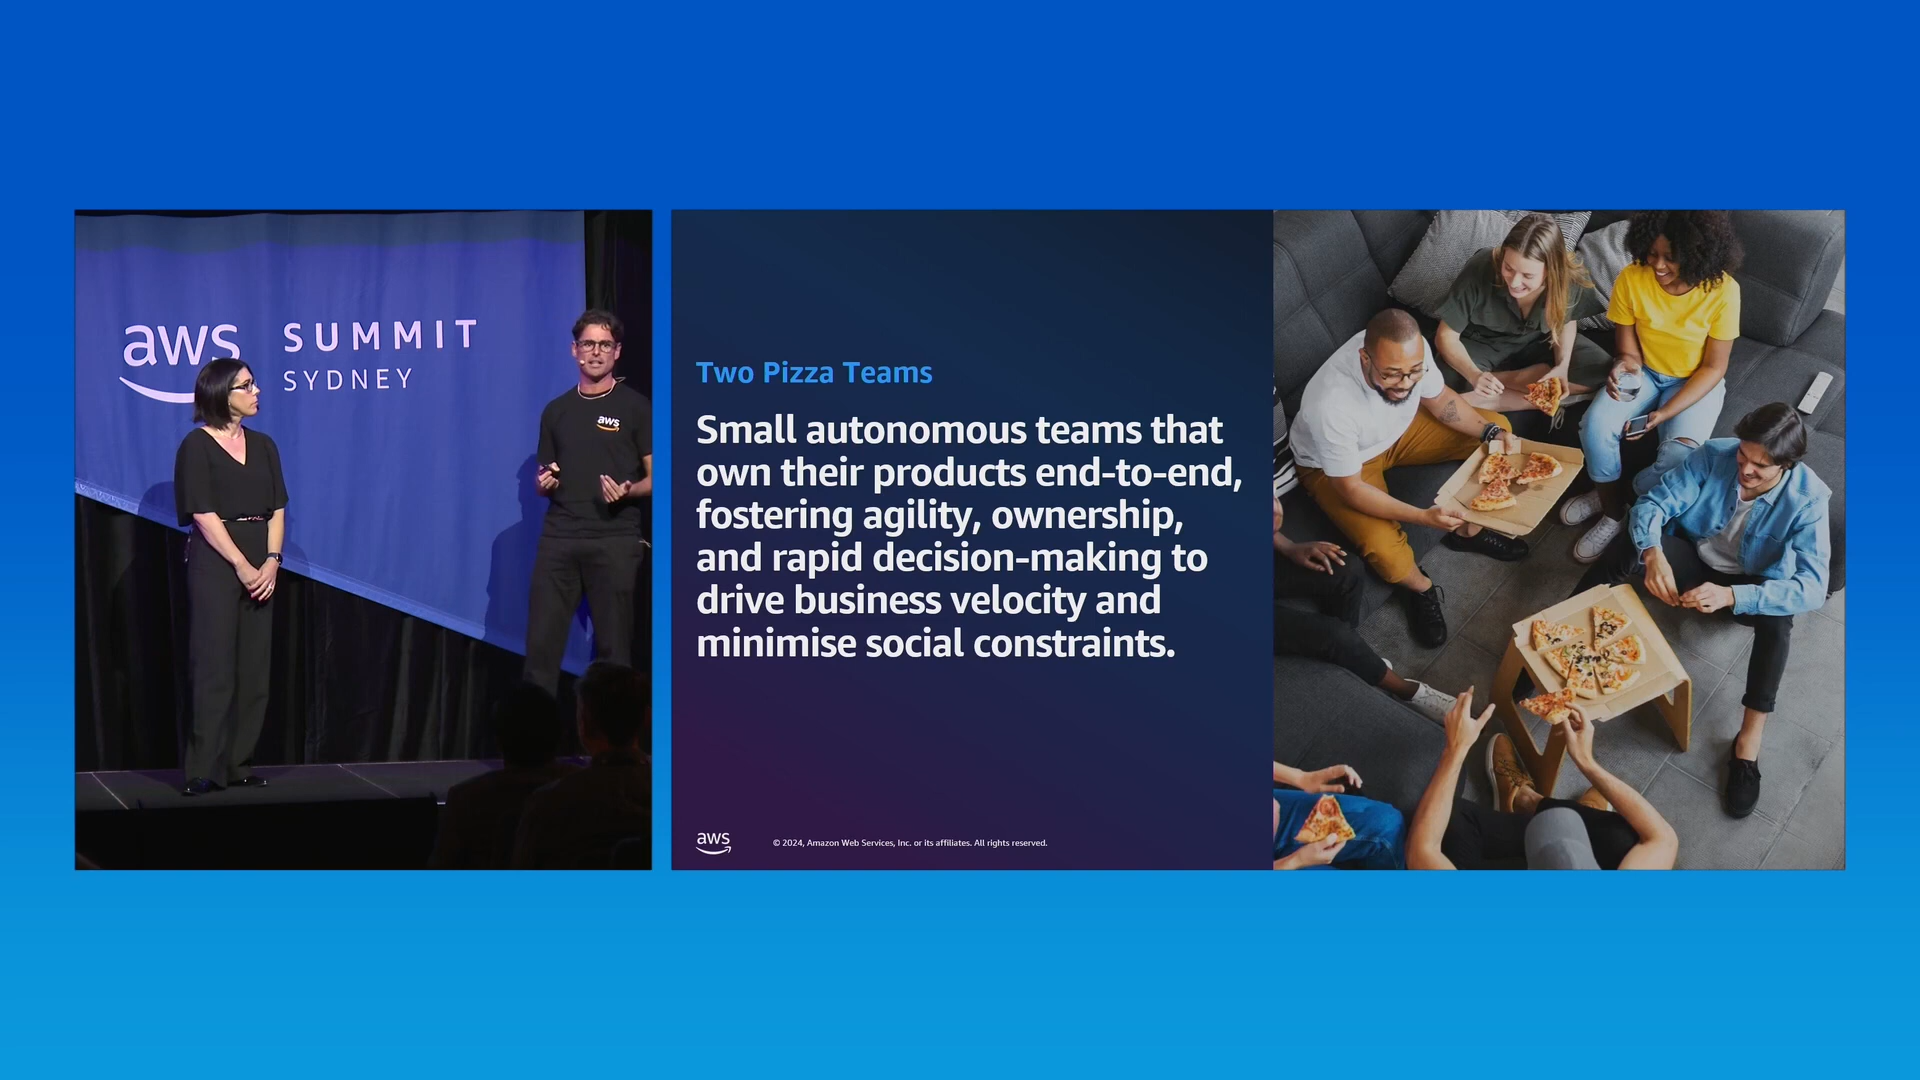 aws SUMMIT
SYDNEY
aws
Two Pizza Teams
Small autonomous teams that
own their products end-to-end,
fostering agility, ownership,
and rapid decision-making to
drive business velocity and
minimise social constraints.
aws
© 2024, Amazon Web Services, Inc. or its affiliates. All rights reserved.